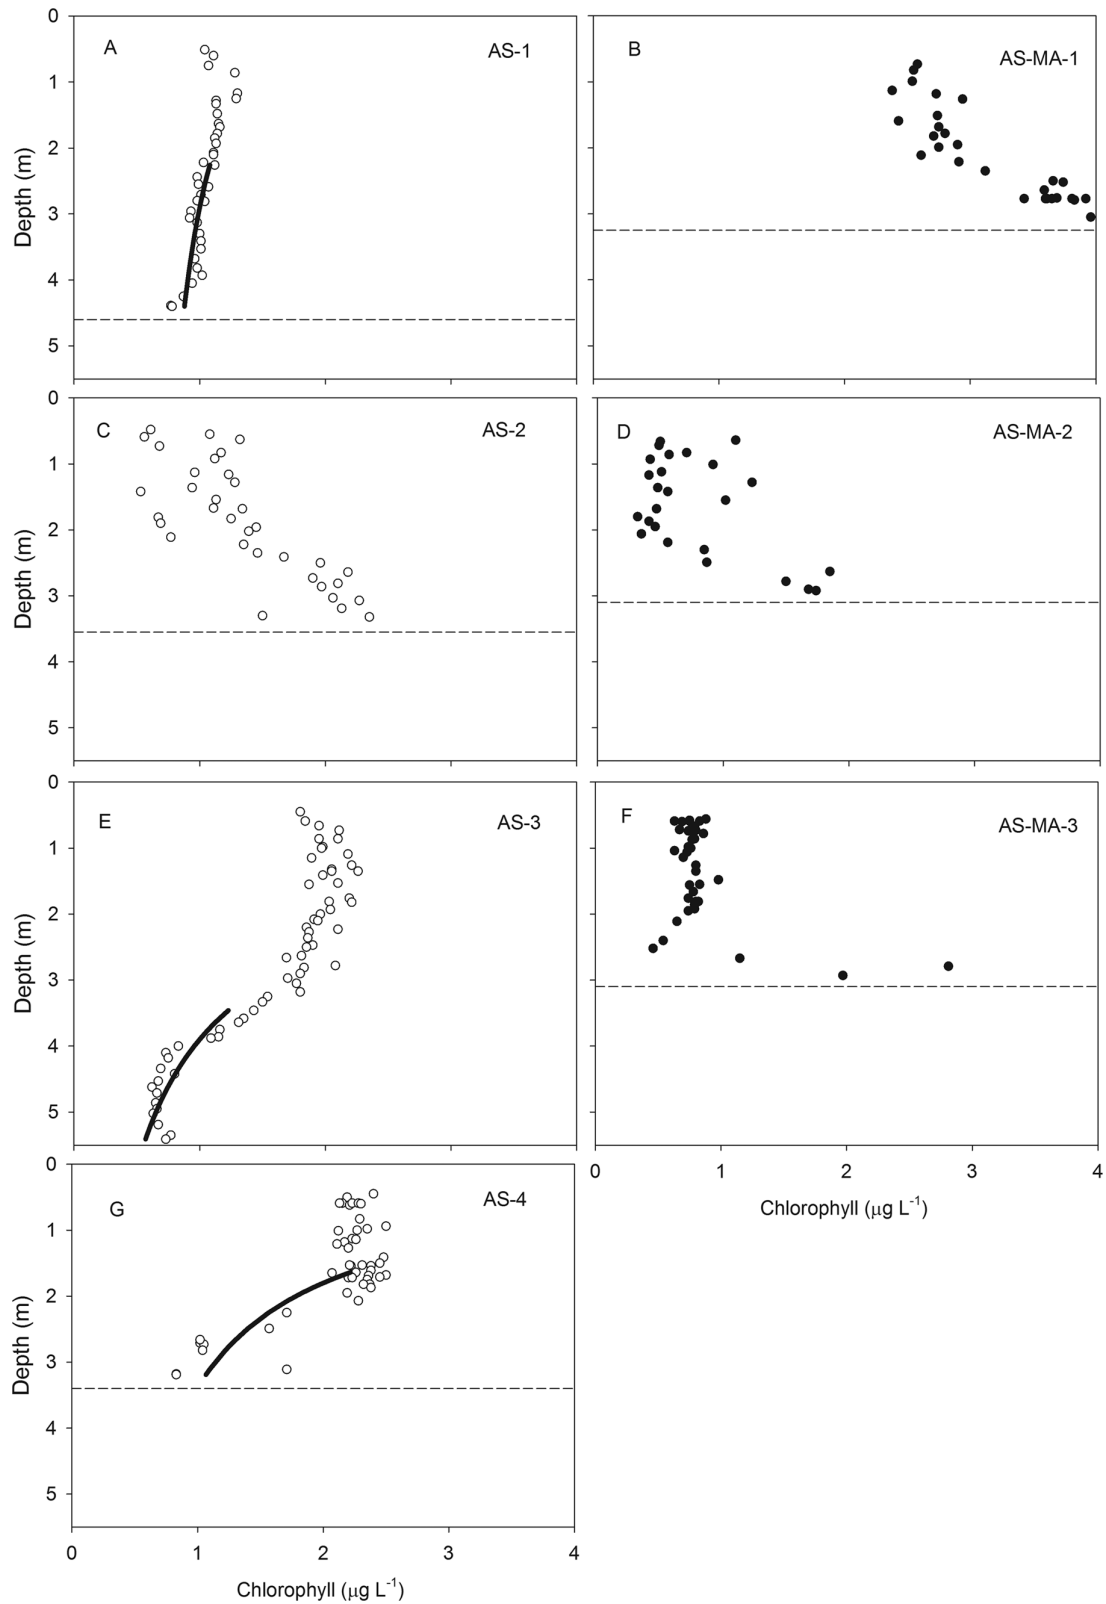 A
AS-1
0
1
2
3
4
5
Depth (m)
B
AS-MA-1
C
AS-2
0
1
2
3
4
5
Depth (m)
D
AS-MA-2
E
AS-3
0
1
2
3
4
5
Depth (m)
F
AS-MA-3
0 1 2 3 4
Chlorophyll (μg L⁻¹)
G
AS-4
0
1
2
3
4
5
Depth (m)
0 1 2 3 4
Chlorophyll (μg L⁻¹)